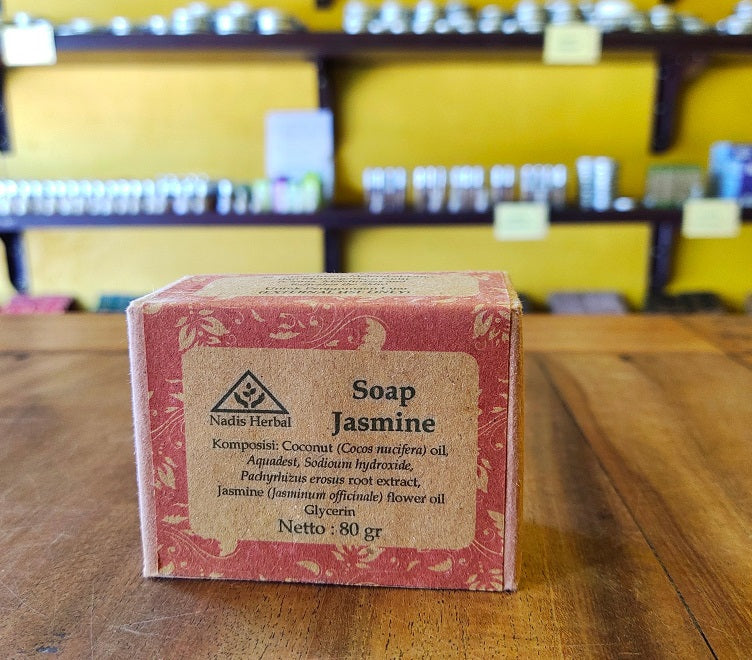 Soap
Jasmine
Nadis Herbal
Komposisi: Coconut (Cocos nucifera) oil,
Aquadest, Sodioum hydroxide,
Pachyrhizus erosus root extract,
Jasmine (Jasminum officinale) flower oil
Glycerin
Netto : 80 gr